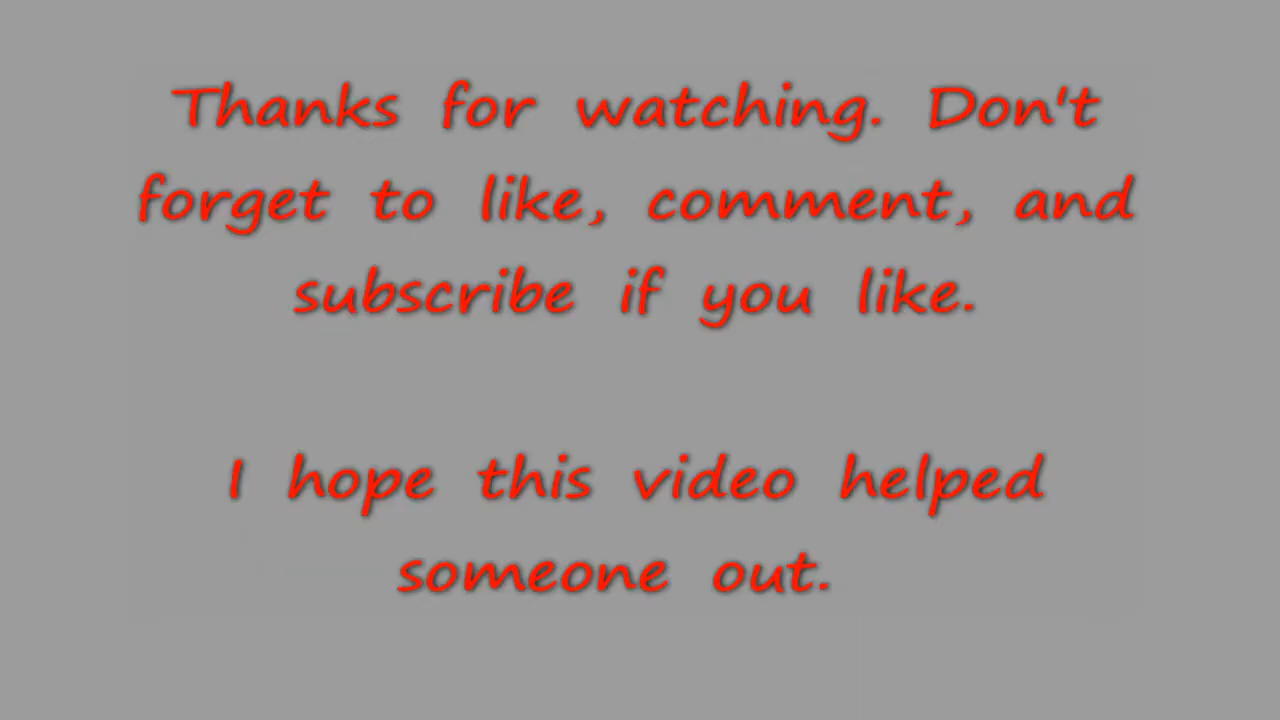 Thanks for watching. Don't
forget to like, comment, and
subscribe if you like.
I hope this video helped
someone out.